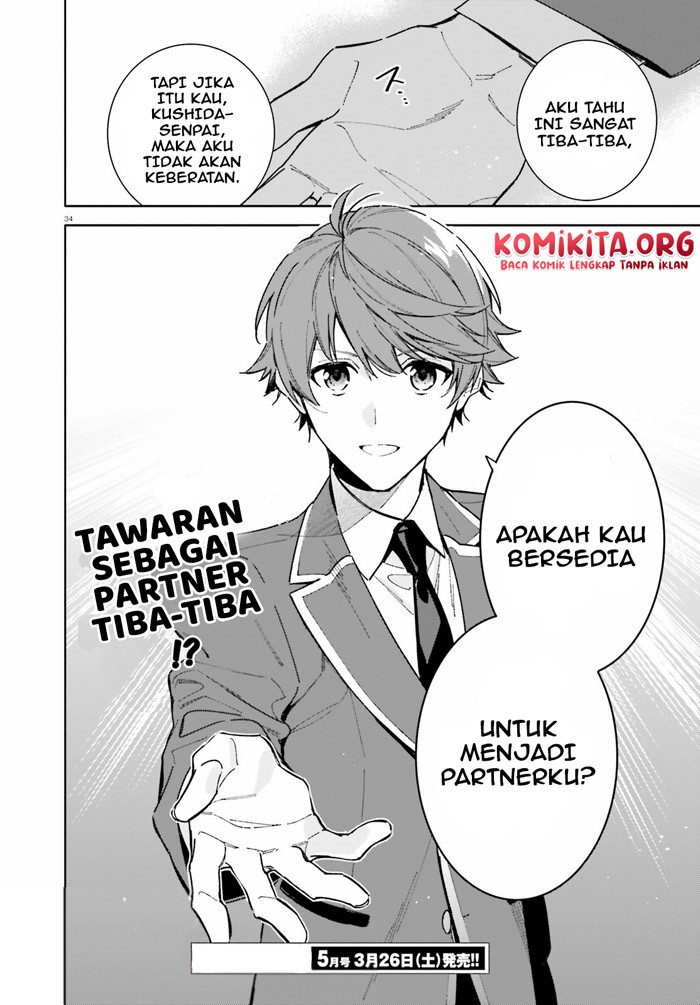 AKU TAHU
INI SANGAT
TIBA-TIBA,
TAPI JIKA
ITU KAU,
KUSHIDA-
SENPAI,
MAKA AKU
TIDAK AKAN
KEBERATAN.
ス…
34
KOMIKITA.ORG
BACA KOMIK LENGKAP TANPA IKLAN
APAKAH KAU
BERSEDIA
UNTUK
MENJADI
PARTNERKU?
TAWARAN
SEBAGAI
PARTNER
TIBA-TIBA
!?
5月号 3月26日(土)発売!!